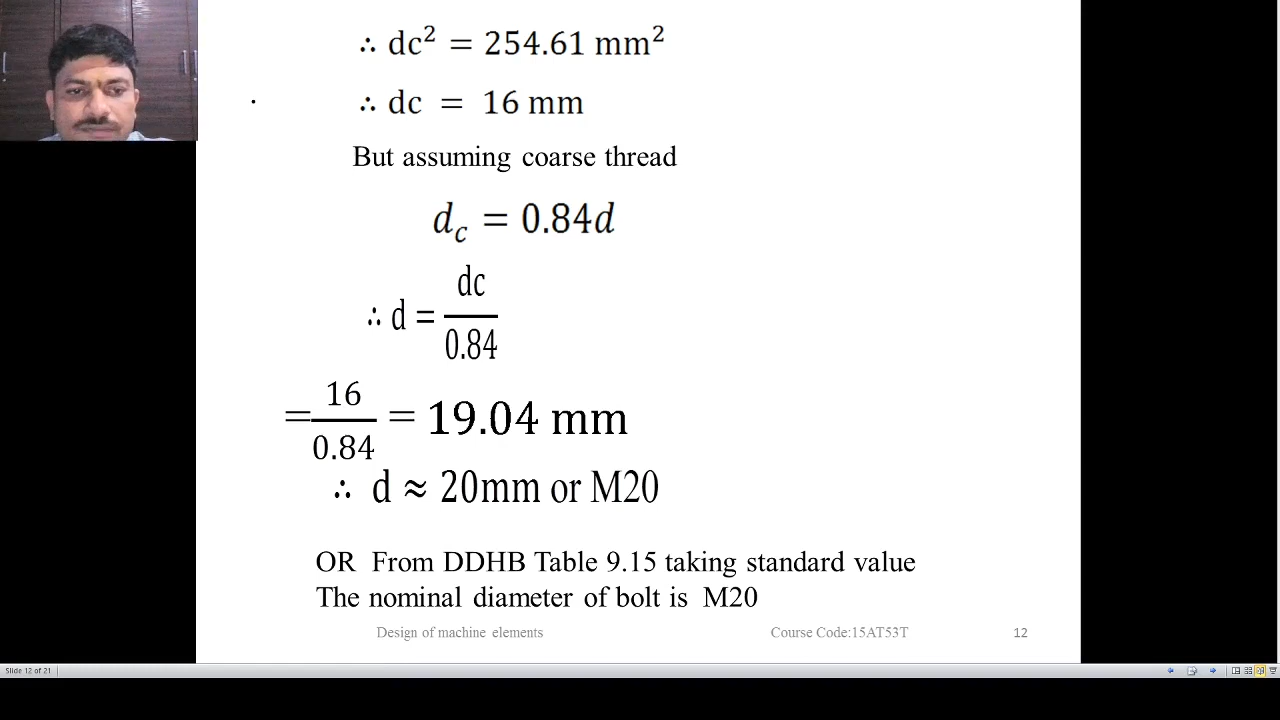 ∴ dc² = 254.61 mm²
∴ dc = 16 mm
But assuming coarse thread
d_c = 0.84d
∴ d = dc/0.84
= 16/0.84 = 19.04 mm
∴ d ≈ 20mm or M20
OR From DDHB Table 9.15 taking standard value
The nominal diameter of bolt is M20
Design of machine elements Course Code:15AT53T 12
Slide 12 of 21